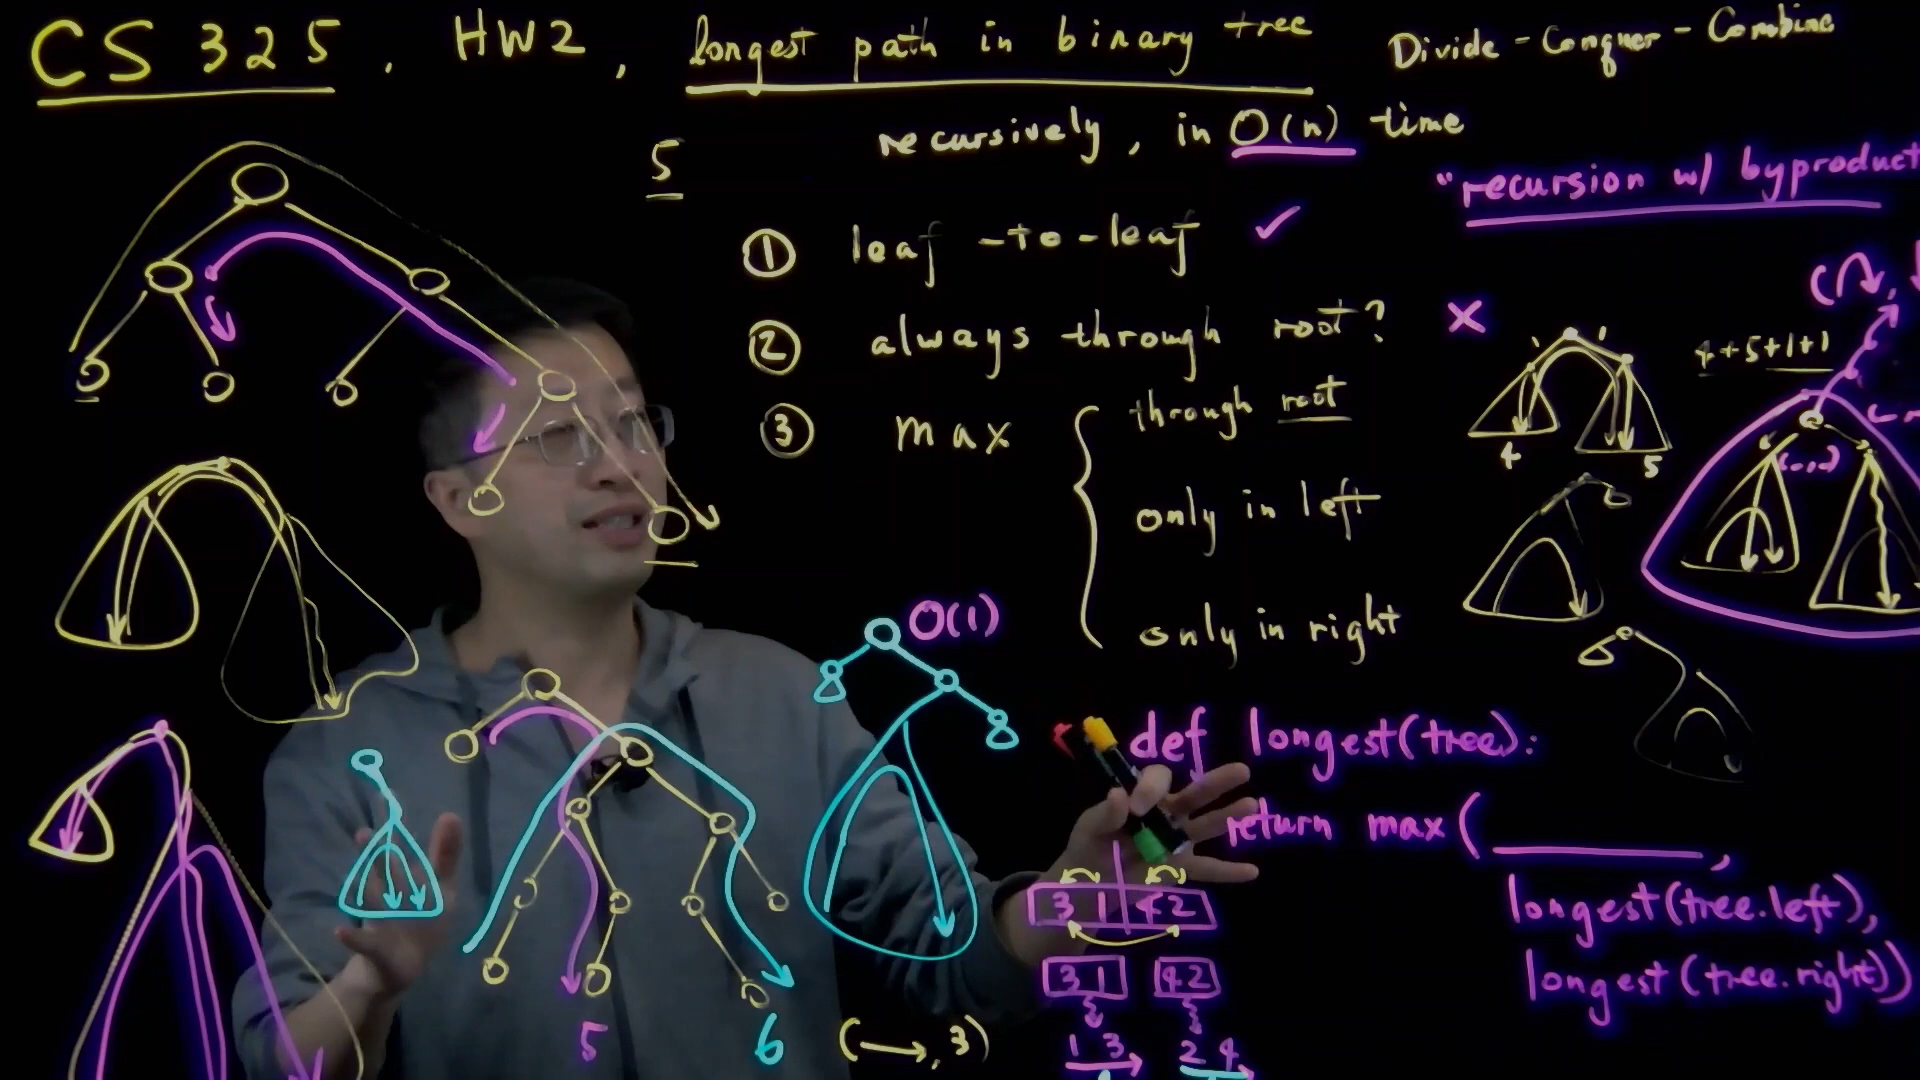 CS 325, HW2, longest path in binary tree
Divide - Conquer - Combine
recursively, in O(n) time
5
"recursion w/ byproduct
① leaf -to- leaf ✓
② always through root? ✗
③ max { through root
only in left
only in right
4+5+1+1
4 5
O(1)
def longest(tree):
return max( ________,
longest(tree.left),
longest(tree.right))
3 1 4 2
3 1 4 2
1 3 2 4
5
6
(→, 3)